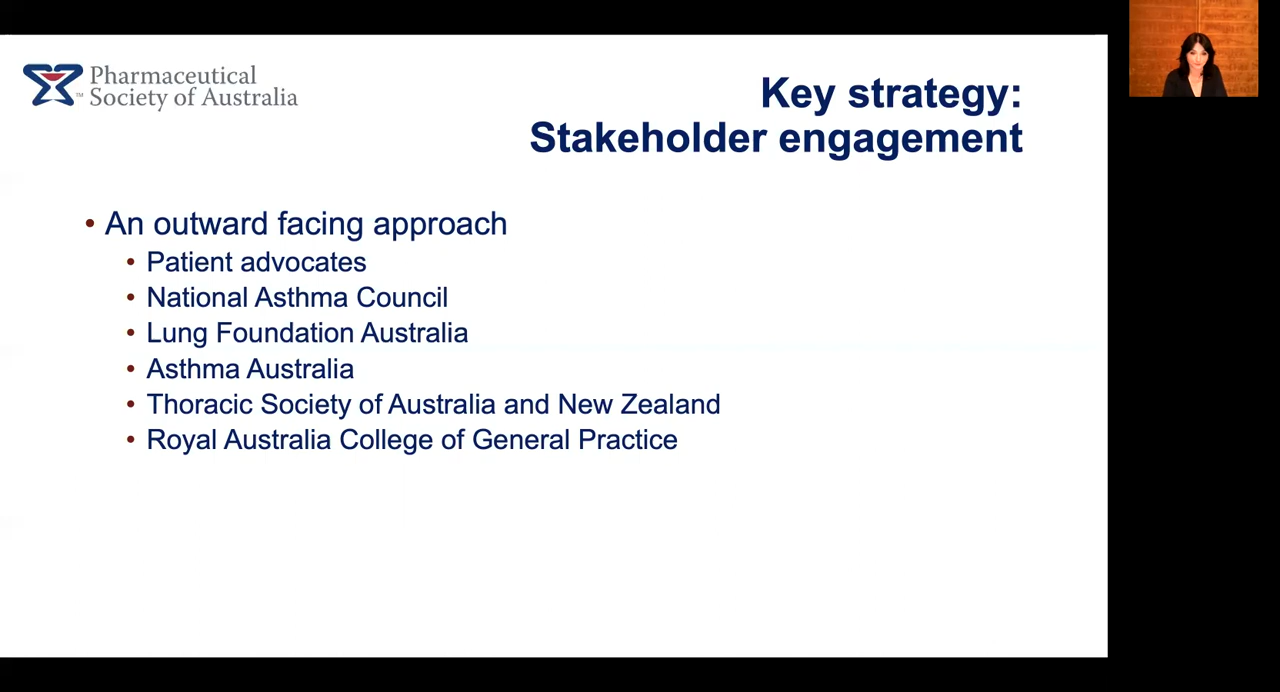 Pharmaceutical
Society of Australia
Key strategy:
Stakeholder engagement
• An outward facing approach
• Patient advocates
• National Asthma Council
• Lung Foundation Australia
• Asthma Australia
• Thoracic Society of Australia and New Zealand
• Royal Australia College of General Practice